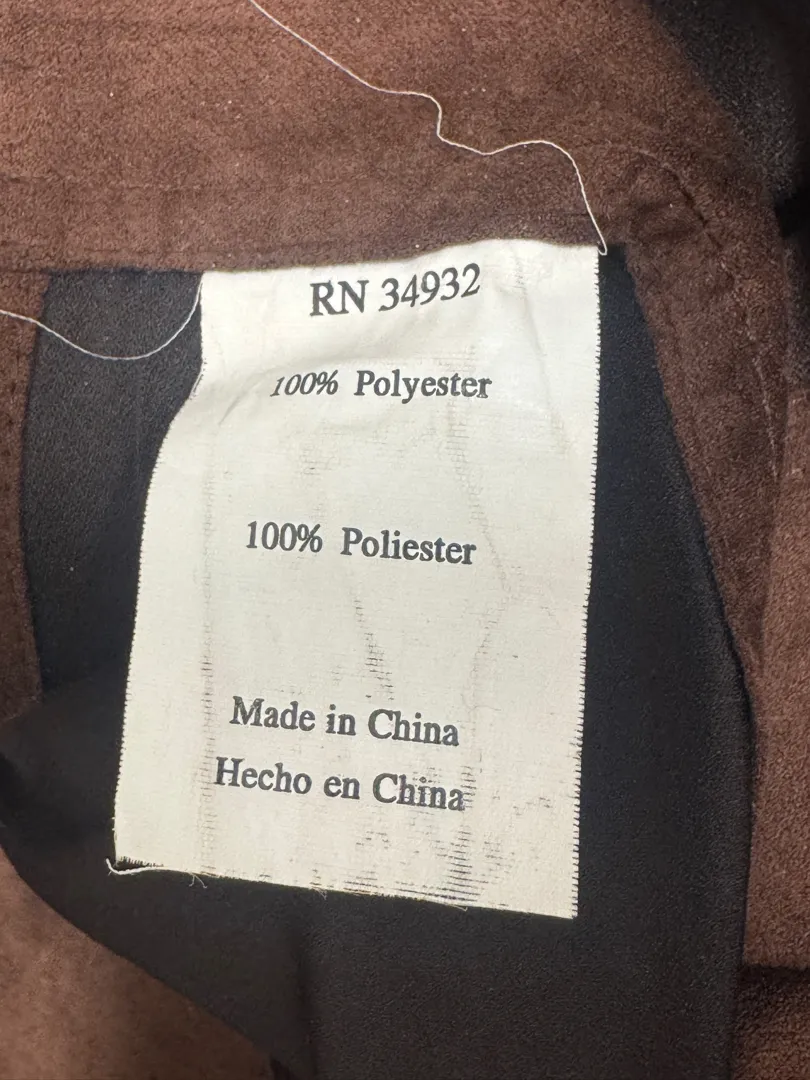 RN 34932
100% Polyester
100% Poliester
Made in China
Hecho en China